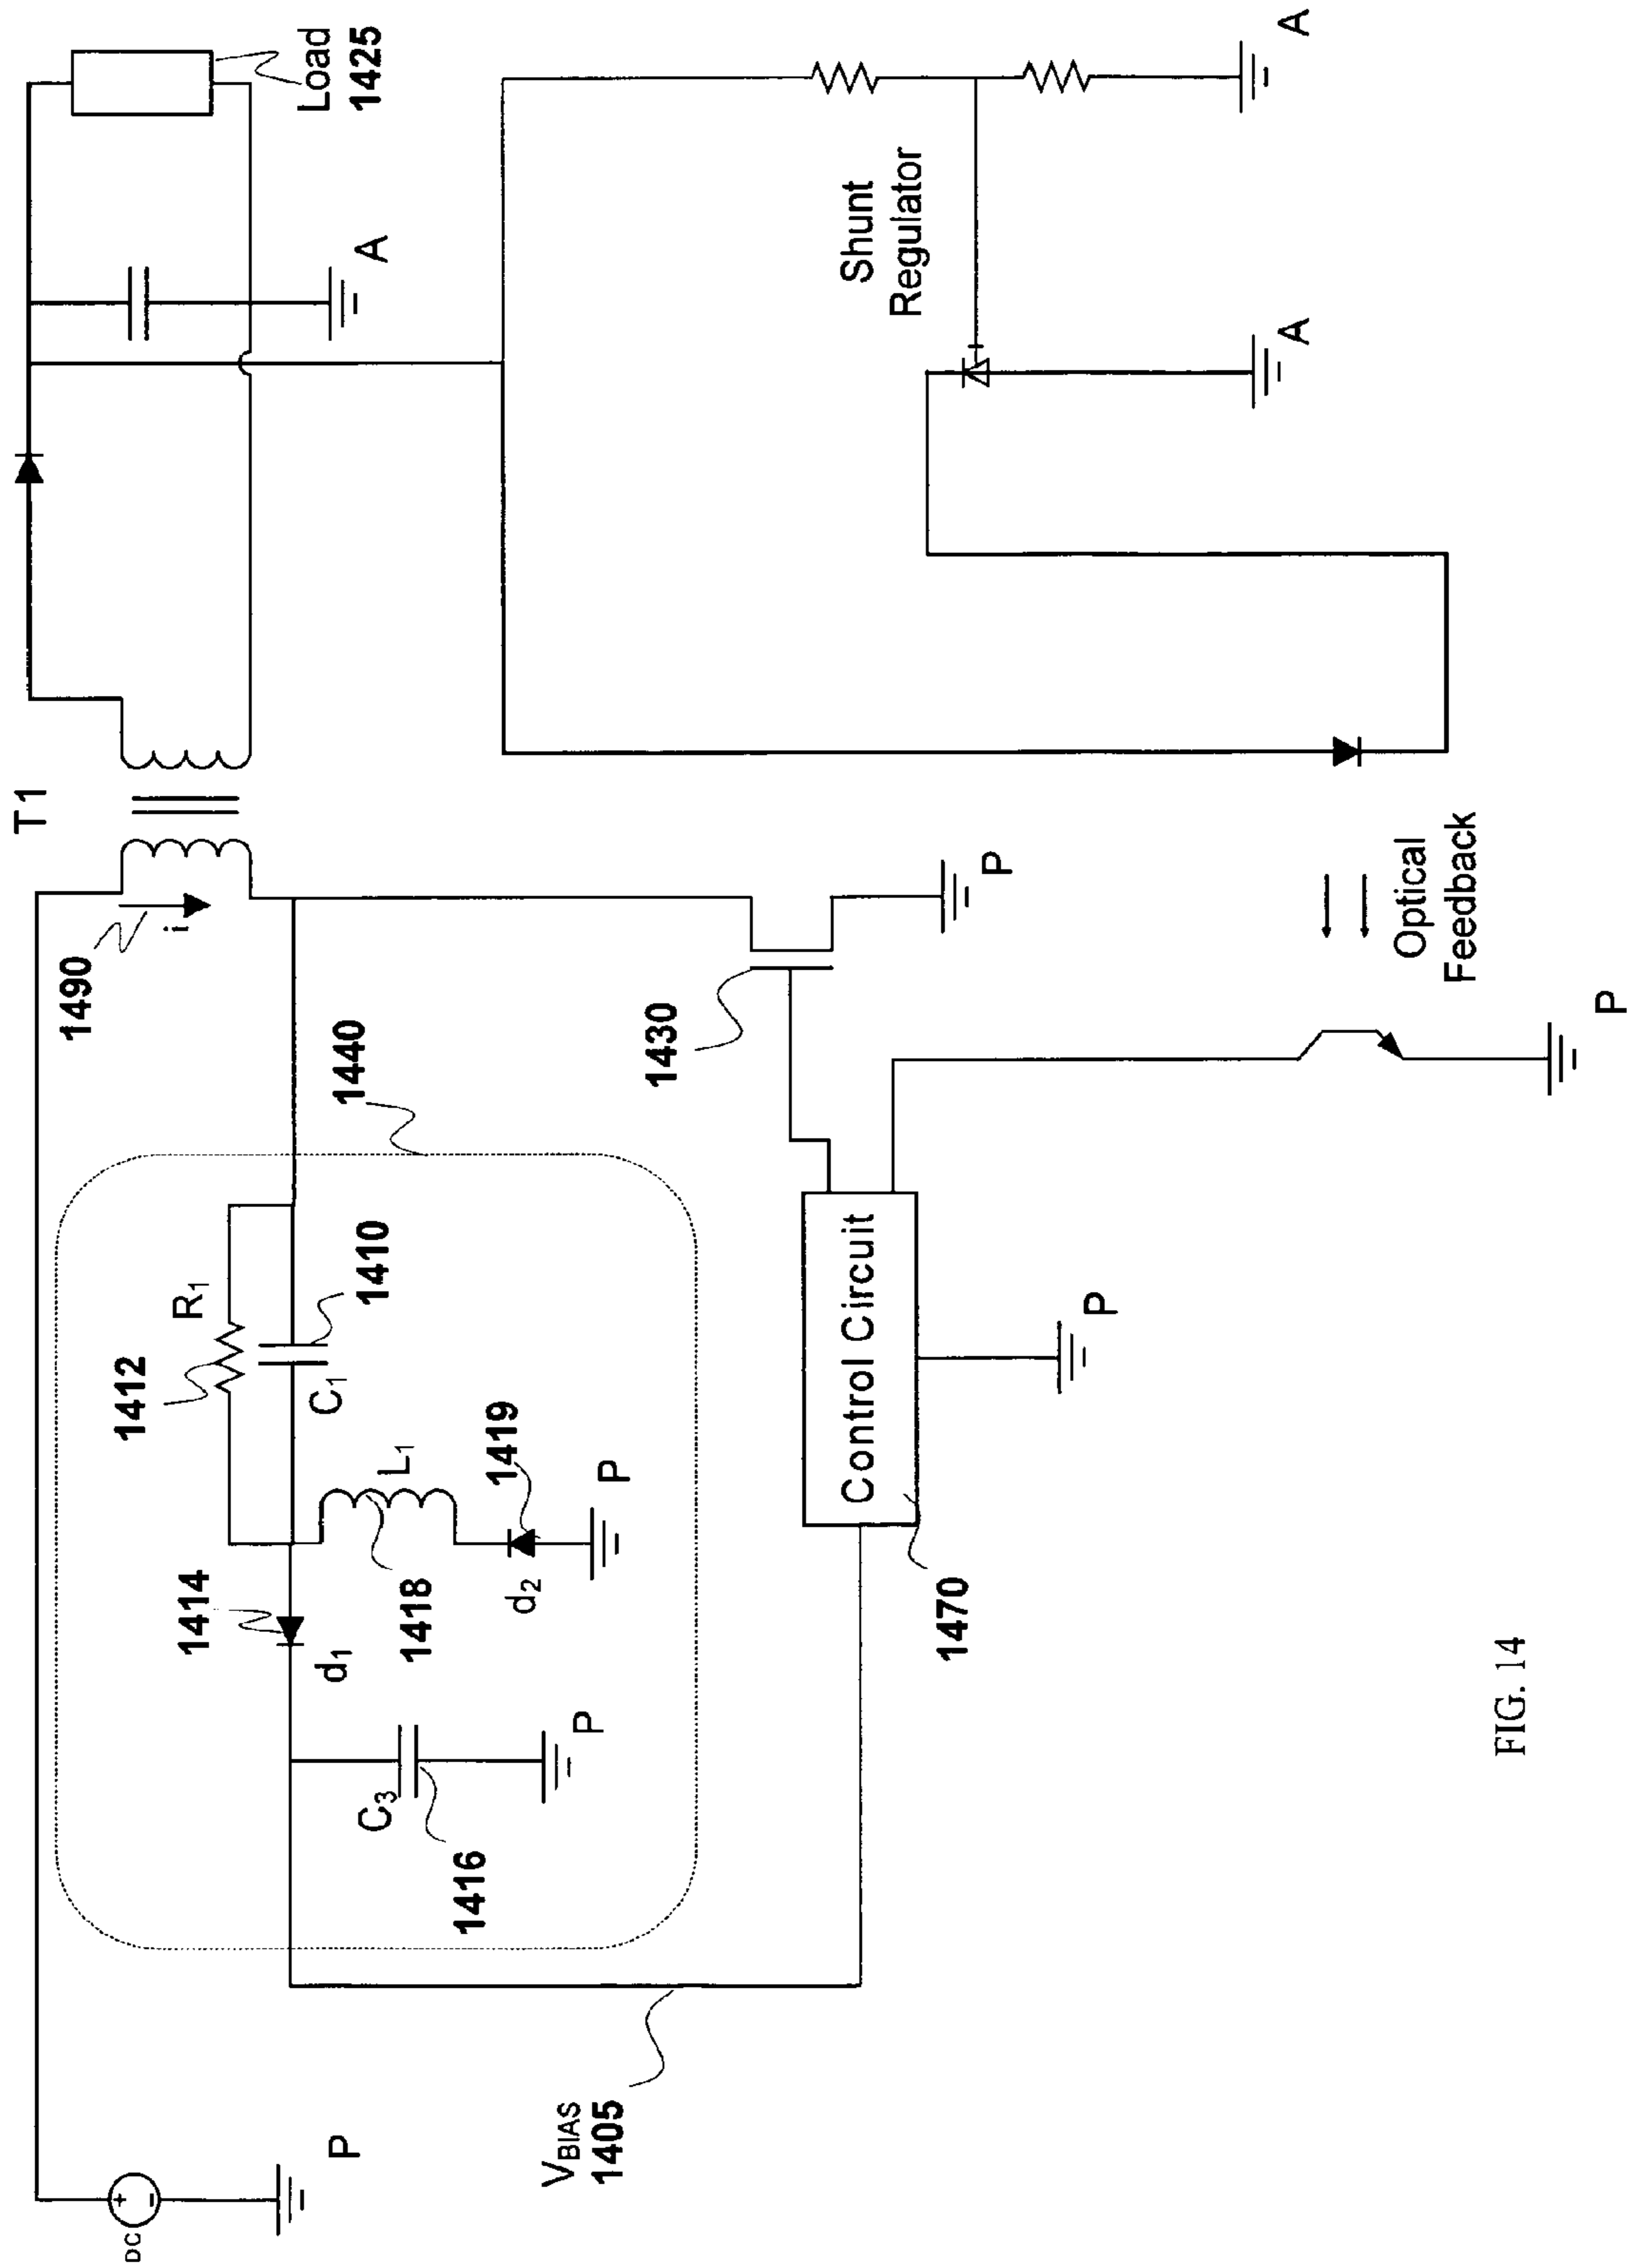 DC
+
-
P
V_BIAS
1405
1440
1490
i
T1
Load
1425
A
1412
R₁
C₁
1410
1414
d₁
L₁
1418
1419
d₂
P
C₃
1416
P
1430
P
Control Circuit
1470
P
Optical
Feedback
P
Shunt
Regulator
A
A
FIG. 14